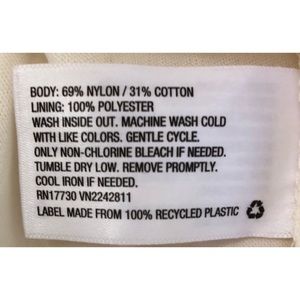 BODY: 69% NYLON / 31% COTTON
LINING: 100% POLYESTER
WASH INSIDE OUT. MACHINE WASH COLD
WITH LIKE COLORS. GENTLE CYCLE.
ONLY NON-CHLORINE BLEACH IF NEEDED.
TUMBLE DRY LOW. REMOVE PROMPTLY.
COOL IRON IF NEEDED.
RN17730 VN2242811
LABEL MADE FROM 100% RECYCLED PLASTIC